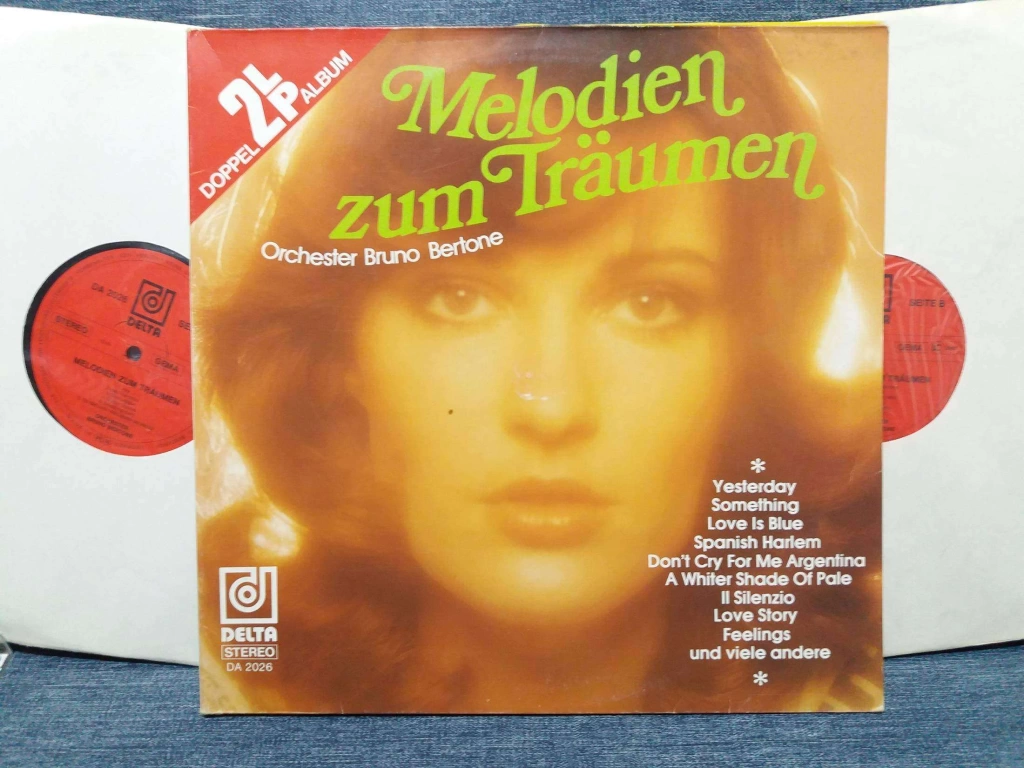 DOPPEL 2LP ALBUM
Melodien
zum Träumen
Orchester Bruno Bertone
*
Yesterday
Something
Love Is Blue
Spanish Harlem
Don't Cry For Me Argentina
A Whiter Shade Of Pale
Il Silenzio
Love Story
Feelings
und viele andere
*
DELTA
STEREO
DA 2026
DA 2026
DELTA
STEREO
GEMA
MELODIEN ZUM TRÄUMEN
SEITE B
GEMA